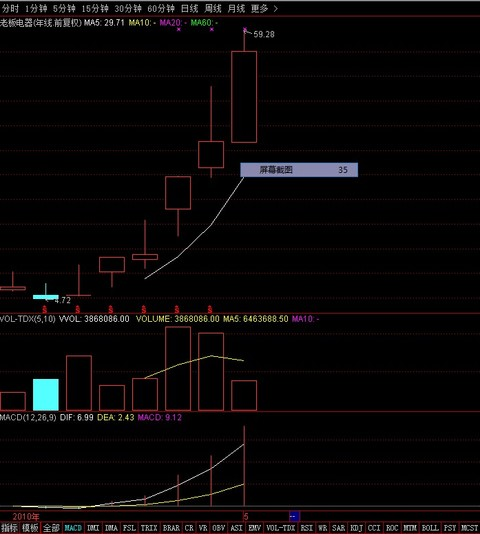 分时 1分钟 5分钟 15分钟 30分钟 60分钟 日线 周线 月线 更多 >
老板电器(年线.前复权) MA5: 29.71 MA10: - MA20: - MA60: -
59.28
屏幕截图 35
4.72
VOL-TDX(5,10) VVOL: 3868086.00 VOLUME: 3868086.00 MA5: 6463688.50 MA10: -
MACD(12,26,9) DIF: 6.99 DEA: 2.43 MACD: 9.12
2010年 5
指标 模板 全部 MACD DMI DMA FSL TRIX BRAR CR VR OBV ASI EMV VOL-TDX RSI WR SAR KDJ CCI ROC MTM BOLL PSY MCST